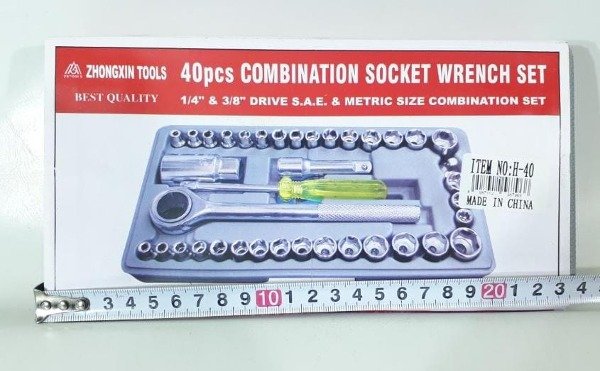 ZHONGXIN TOOLS
BEST QUALITY
40pcs COMBINATION SOCKET WRENCH SET
1/4" & 3/8" DRIVE S.A.E. & METRIC SIZE COMBINATION SET
ITEM NO:H-40
MADE IN CHINA
3 4 5 6 7 8 9 10 1 2 3 4 5 6 7 8 9 20 1 2 3 4